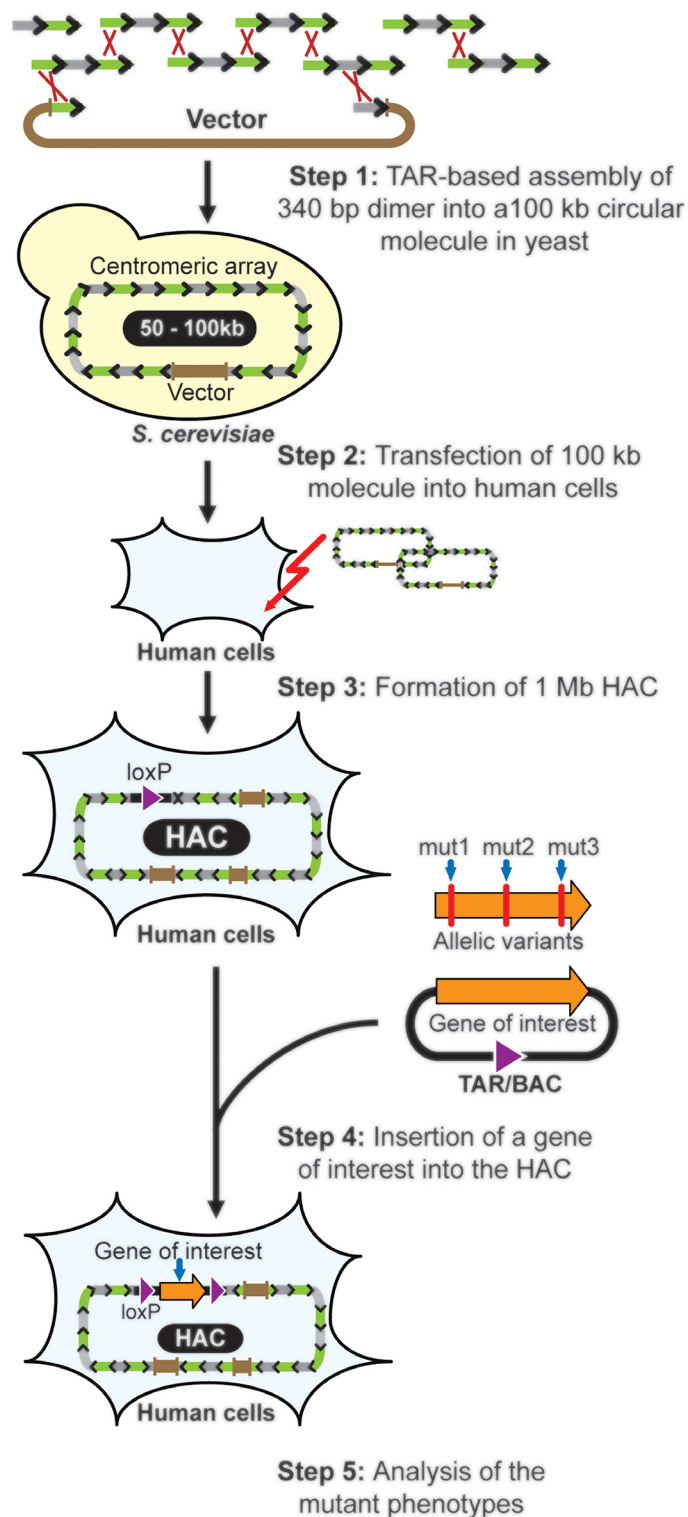 Vector
Step 1: TAR-based assembly of
340 bp dimer into a100 kb circular
molecule in yeast
Centromeric array
50 - 100kb
Vector
S. cerevisiae
Step 2: Transfection of 100 kb
molecule into human cells
Human cells
Step 3: Formation of 1 Mb HAC
loxP
HAC
Human cells
mut1 mut2 mut3
Allelic variants
Gene of interest
TAR/BAC
Step 4: Insertion of a gene
of interest into the HAC
Gene of interest
loxP
HAC
Human cells
Step 5: Analysis of the
mutant phenotypes